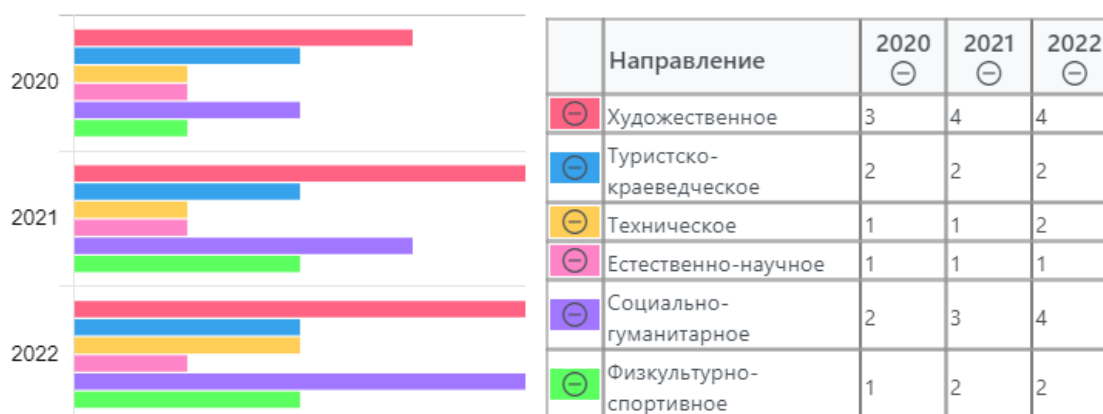 2020
2021
2022
Направление 2020 2021 2022
Художественное 3 4 4
Туристско-
краеведческое 2 2 2
Техническое 1 1 2
Естественно-научное 1 1 1
Социально-
гуманитарное 2 3 4
Физкультурно-
спортивное 1 2 2